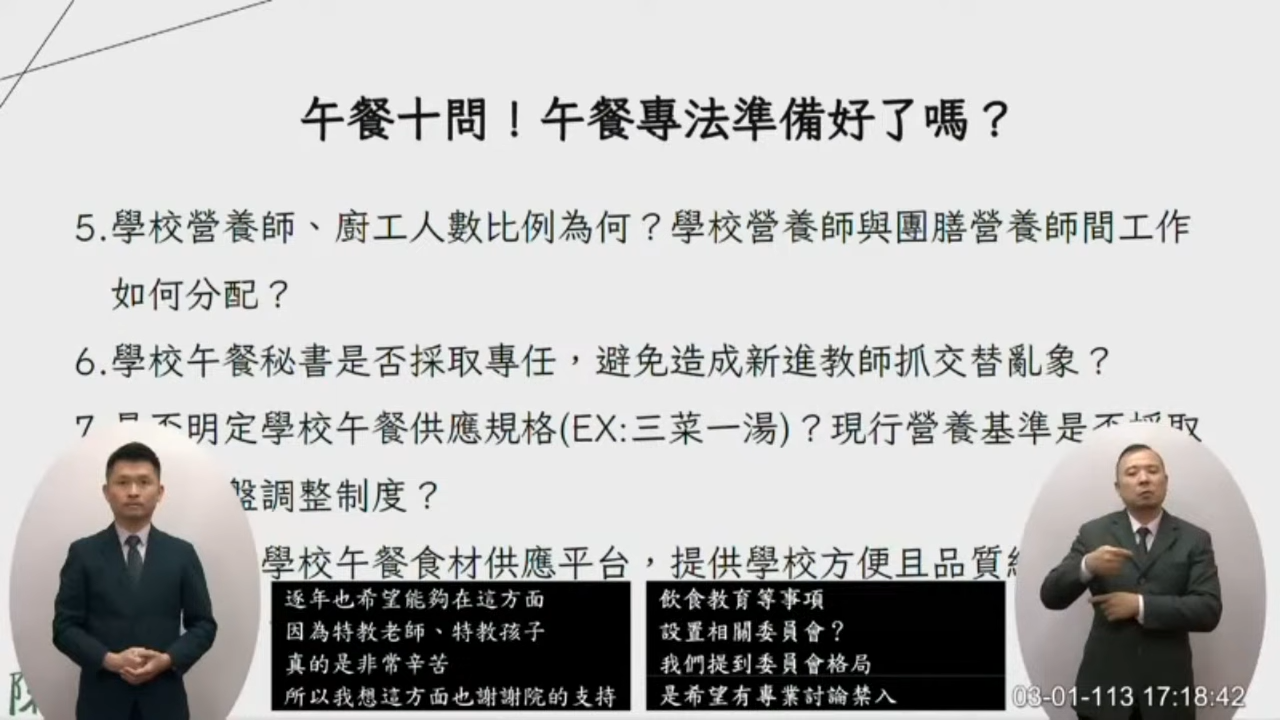 午餐十問！午餐專法準備好了嗎？
5.學校營養師、廚工人數比例為何？學校營養師與團膳營養師間工作
如何分配？
6.學校午餐秘書是否採取專任，避免造成新進教師抓交替亂象？
7.是否明定學校午餐供應規格(EX:三菜一湯)？現行營養基準是否採取
盤調整制度？
學校午餐食材供應平台，提供學校方便且品質
逐年也希望能夠在這方面
因為特教老師、特教孩子
真的是非常辛苦
所以我想這方面也謝謝院的支持
飲食教育等事項
設置相關委員會？
我們提到委員會格局
是希望有專業討論禁入
陳
03-01-113 17:18:42